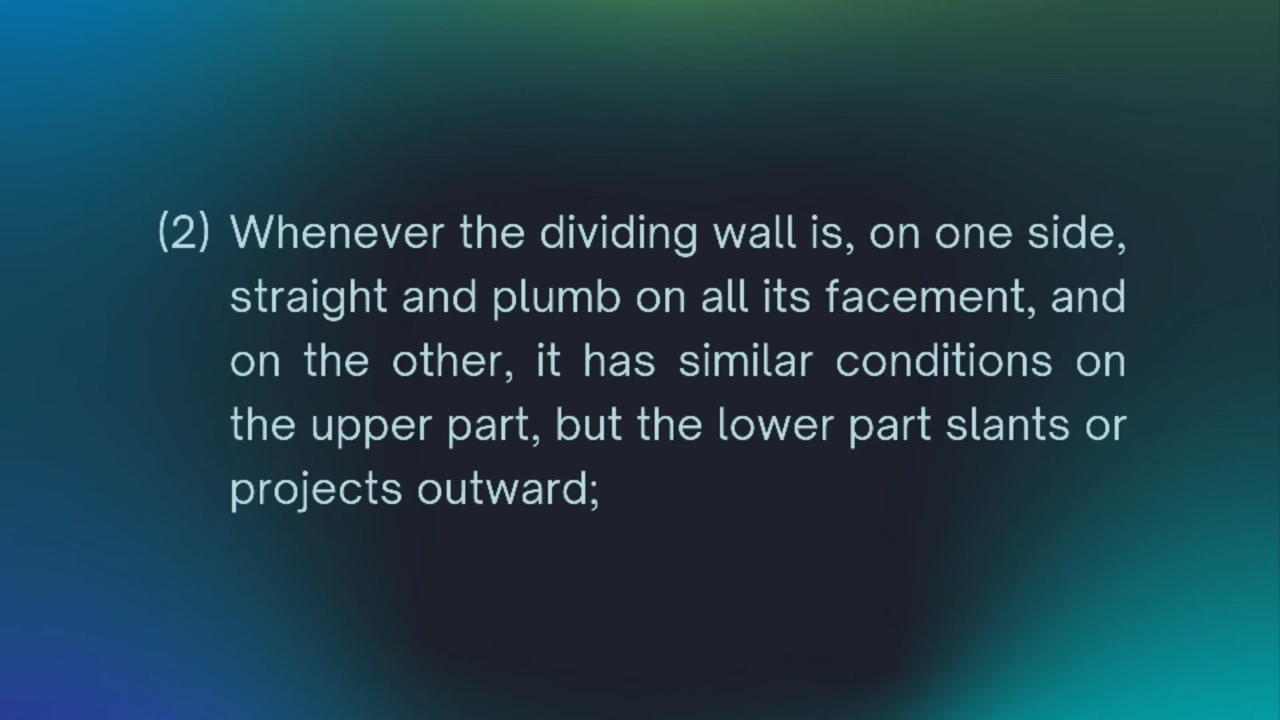 (2) Whenever the dividing wall is, on one side,
straight and plumb on all its facement, and
on the other, it has similar conditions on
the upper part, but the lower part slants or
projects outward;